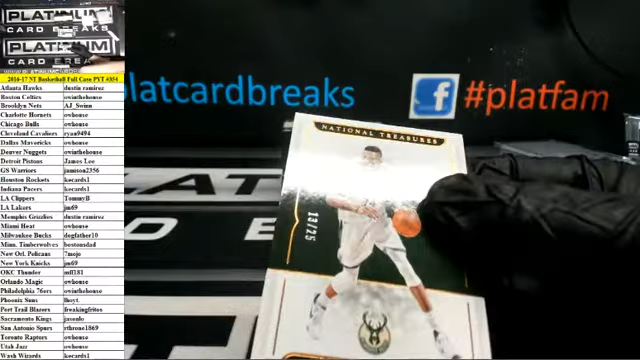 PLATINUM
CARD BREAKS
PLATINUM
CARD BREA
2016-17 NT Basketball Full Case PYT #354
Atlanta Hawks dustin ramirez
Boston Celtics owinthehouse
Brooklyn Nets AJ_Swinn
Charlotte Hornets owhouse
Chicago Bulls owhouse
Cleveland Cavaliers ryan9494
Dallas Mavericks owhouse
Denver Nuggets owinthehouse
Detroit Pistons James Lee
GS Warriors jamison2356
Houston Rockets kecards1
Indiana Pacers kecards1
LA Clippers TommyB
LA Lakers jm69
Memphis Grizzlies dustin ramirez
Miami Heat owhouse
Milwaukee Bucks dogfather10
Minn. Timberwolves bostonsdad
New Orl. Pelicans 7mojo
New York Knicks jm69
OKC Thunder mfl181
Orlando Magic owhouse
Philadelphia 76ers owinthehouse
Phoenix Suns lhoyt.
Port Trail Blazers freakingfritos
Sacramento Kings jasonlo
San Antonio Spurs rthrone1869
Toronto Raptors owhouse
Utah Jazz owhouse
Wash Wizards kecards1
platcardbreaks
f #platfam
NATIONAL TREASURES
13/25